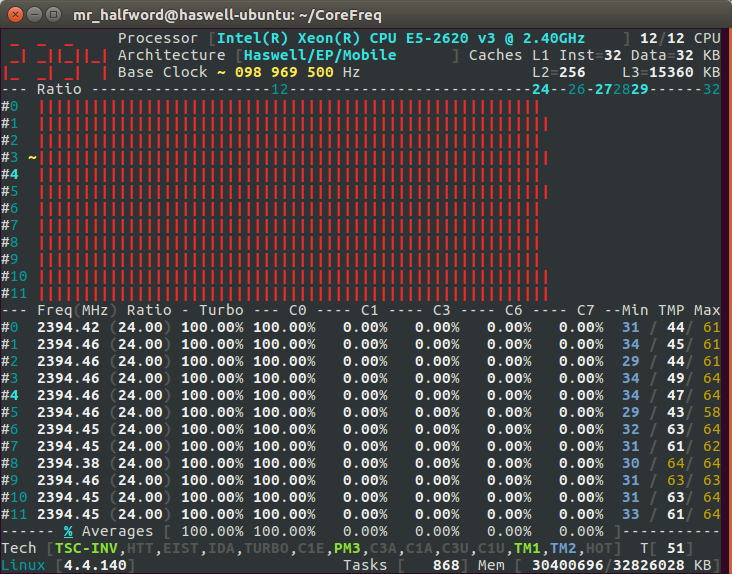 mr_halfword@haswell-ubuntu: ~/CoreFreq
Processor [Intel(R) Xeon(R) CPU E5-2620 v3 @ 2.40GHz ] 12/12 CPU
Architecture [Haswell/EP/Mobile ] Caches L1 Inst=32 Data=32 KB
Base Clock ~ 098 969 500 Hz L2=256 L3=15360 KB
--- Ratio ----------------------12------------------------------24--26-272829------32
#0
#1
#2
#3 ~
#4
#5
#6
#7
#8
#9
#10
#11
--- Freq(MHz) Ratio - Turbo --- C0 ---- C1 ---- C3 ---- C6 ---- C7 --Min TMP Max
#0 2394.42 (24.00) 100.00% 100.00% 0.00% 0.00% 0.00% 0.00% 31 / 44/ 61
#1 2394.46 (24.00) 100.00% 100.00% 0.00% 0.00% 0.00% 0.00% 34 / 45/ 61
#2 2394.46 (24.00) 100.00% 100.00% 0.00% 0.00% 0.00% 0.00% 29 / 44/ 61
#3 2394.46 (24.00) 100.00% 100.00% 0.00% 0.00% 0.00% 0.00% 34 / 49/ 64
#4 2394.46 (24.00) 100.00% 100.00% 0.00% 0.00% 0.00% 0.00% 34 / 47/ 64
#5 2394.46 (24.00) 100.00% 100.00% 0.00% 0.00% 0.00% 0.00% 29 / 43/ 58
#6 2394.45 (24.00) 100.00% 100.00% 0.00% 0.00% 0.00% 0.00% 32 / 63/ 64
#7 2394.45 (24.00) 100.00% 100.00% 0.00% 0.00% 0.00% 0.00% 31 / 61/ 62
#8 2394.38 (24.00) 100.00% 100.00% 0.00% 0.00% 0.00% 0.00% 30 / 64/ 64
#9 2394.46 (24.00) 100.00% 100.00% 0.00% 0.00% 0.00% 0.00% 31 / 63/ 63
#10 2394.45 (24.00) 100.00% 100.00% 0.00% 0.00% 0.00% 0.00% 31 / 63/ 64
#11 2394.45 (24.00) 100.00% 100.00% 0.00% 0.00% 0.00% 0.00% 33 / 61/ 64
------ % Averages [ 100.00% 100.00% 0.00% 0.00% 0.00% 0.00% ]-----------
Tech [TSC-INV,HTT,EIST,IDA,TURBO,C1E,PM3,C3A,C1A,C3U,C1U,TM1,TM2,HOT] T[ 51]
Linux [4.4.140] Tasks [ 868] Mem [ 30400696/32826028 KB]